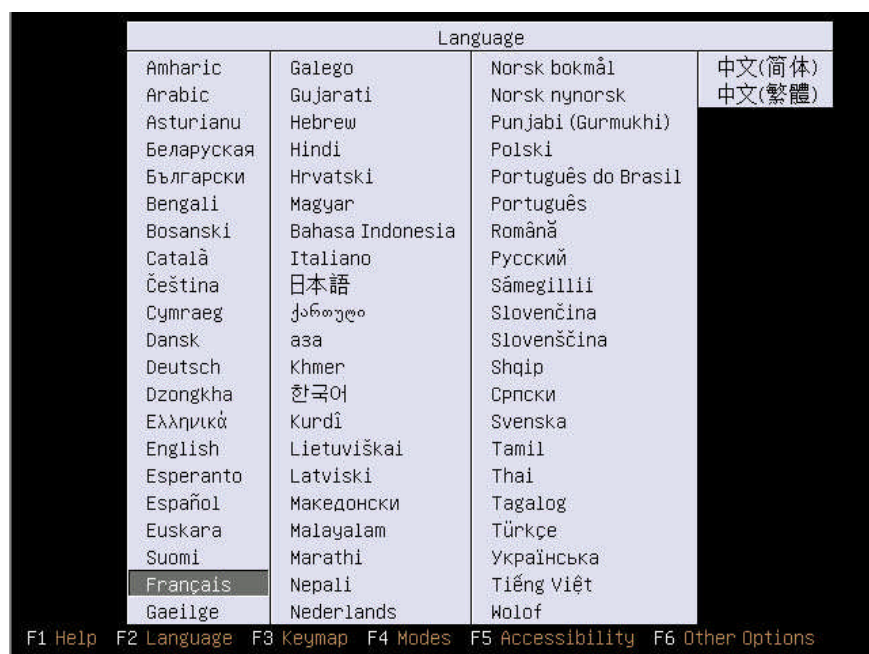 Language
Amharic
Arabic
Asturianu
Беларуская
Български
Bengali
Bosanski
Català
Čeština
Cymraeg
Dansk
Deutsch
Dzongkha
Ελληνικά
English
Esperanto
Español
Euskara
Suomi
Français
Gaeilge
Galego
Gujarati
Hebrew
Hindi
Hrvatski
Magyar
Bahasa Indonesia
Italiano
日本語
ქართული
аза
Khmer
한국어
Kurdî
Lietuviškai
Latviski
Македонски
Malayalam
Marathi
Nepali
Nederlands
Norsk bokmål
Norsk nynorsk
Punjabi (Gurmukhi)
Polski
Português do Brasil
Português
Română
Русский
Sámegillii
Slovenčina
Slovenščina
Shqip
Српски
Svenska
Tamil
Thai
Tagalog
Türkçe
Українська
Tiếng Việt
Wolof
中文(简体)
中文(繁體)
F1 Help F2 Language F3 Keymap F4 Modes F5 Accessibility F6 Other Options